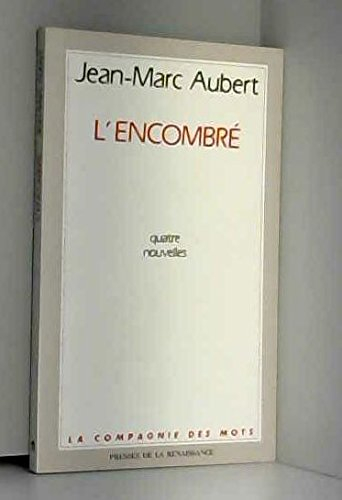 Jean-Marc Aubert
L'ENCOMBRÉ
quatre
nouvelles
LA COMPAGNIE DES MOTS
PRESSES DE LA RENAISSANCE